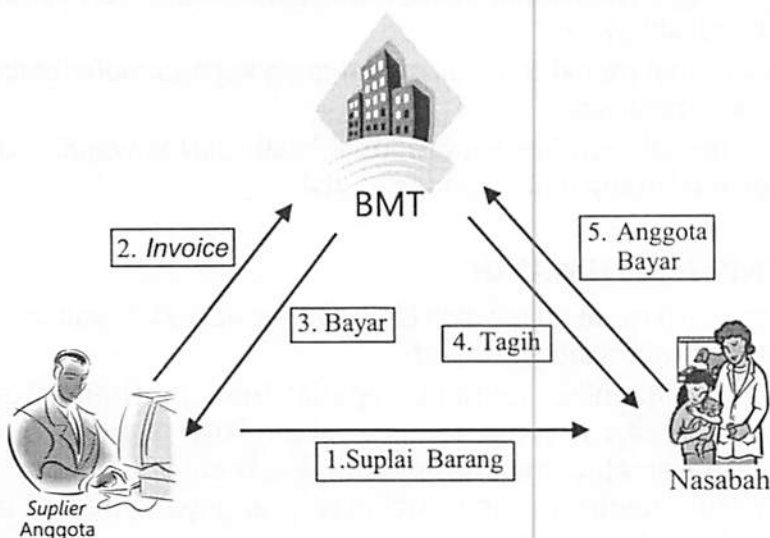 BMT
2. Invoice
5. Anggota
Bayar
3. Bayar
4. Tagih
1.Suplai Barang
Nasabah
Suplier
Anggota